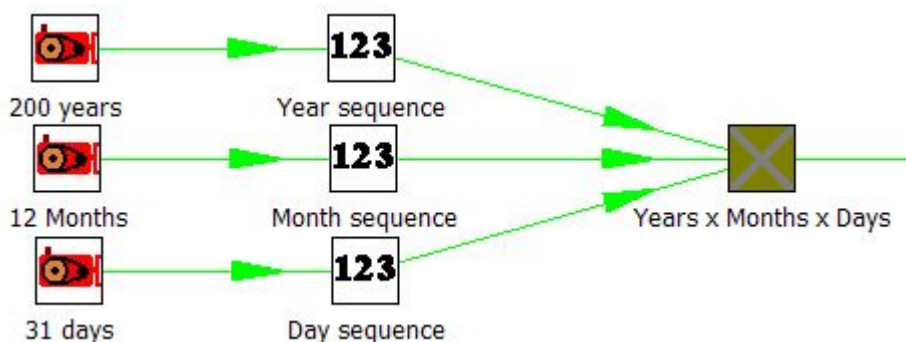 123
200 years
Year sequence
123
12 Months
Month sequence
Years x Months x Days
123
31 days
Day sequence